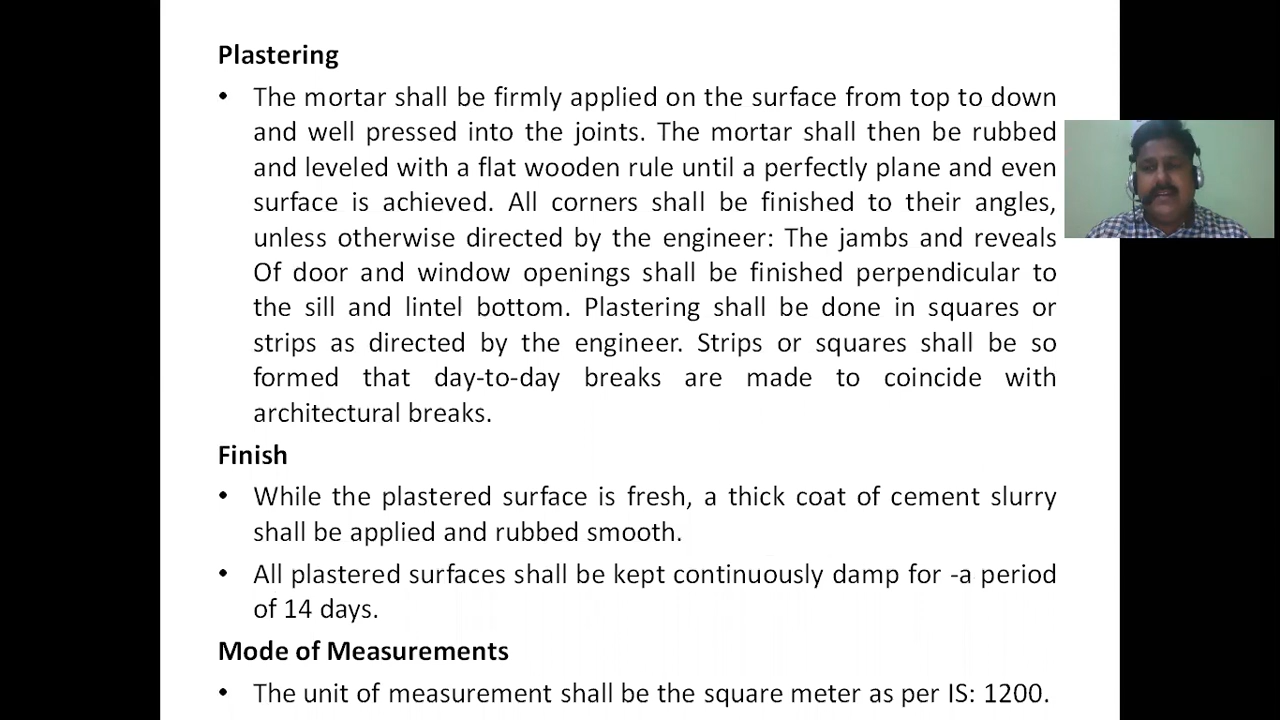 Plastering
• The mortar shall be firmly applied on the surface from top to down
and well pressed into the joints. The mortar shall then be rubbed
and leveled with a flat wooden rule until a perfectly plane and even
surface is achieved. All corners shall be finished to their angles,
unless otherwise directed by the engineer: The jambs and reveals
Of door and window openings shall be finished perpendicular to
the sill and lintel bottom. Plastering shall be done in squares or
strips as directed by the engineer. Strips or squares shall be so
formed that day-to-day breaks are made to coincide with
architectural breaks.
Finish
• While the plastered surface is fresh, a thick coat of cement slurry
shall be applied and rubbed smooth.
• All plastered surfaces shall be kept continuously damp for -a period
of 14 days.
Mode of Measurements
• The unit of measurement shall be the square meter as per IS: 1200.